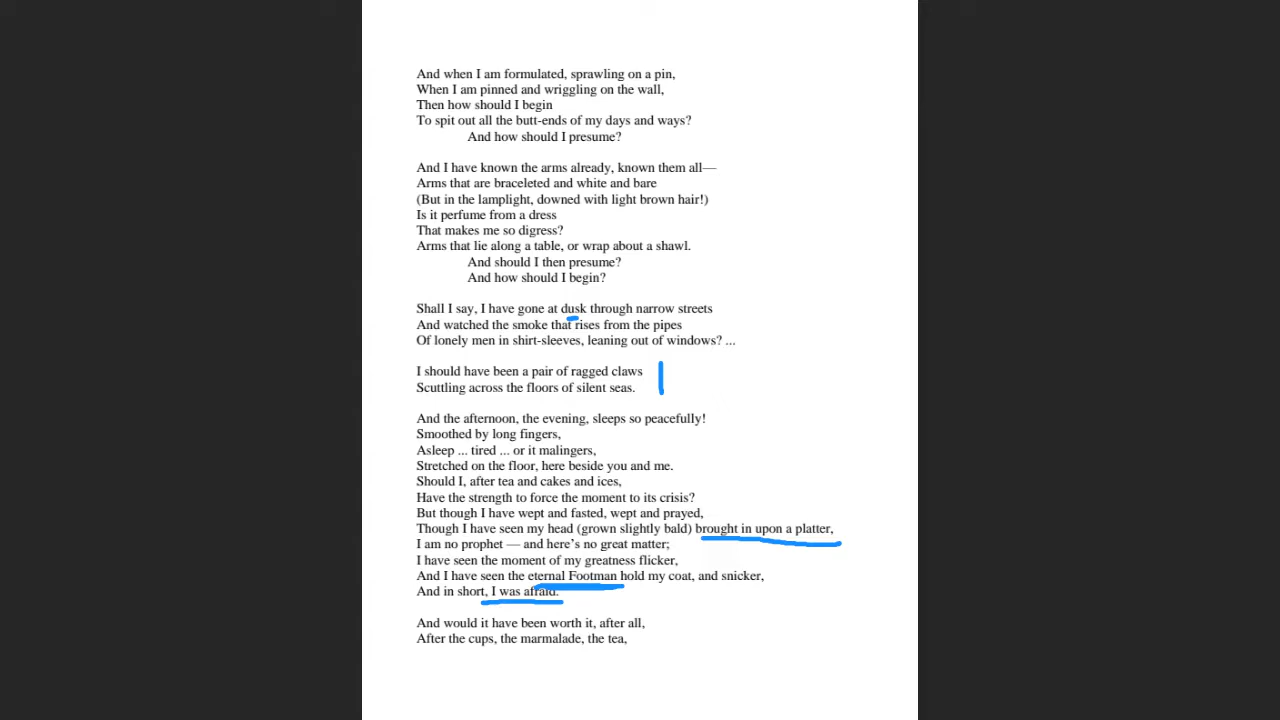 And when I am formulated, sprawling on a pin,
When I am pinned and wriggling on the wall,
Then how should I begin
To spit out all the butt-ends of my days and ways?
And how should I presume?
And I have known the arms already, known them all—
Arms that are braceleted and white and bare
(But in the lamplight, downed with light brown hair!)
Is it perfume from a dress
That makes me so digress?
Arms that lie along a table, or wrap about a shawl.
And should I then presume?
And how should I begin?
Shall I say, I have gone at dusk through narrow streets
And watched the smoke that rises from the pipes
Of lonely men in shirt-sleeves, leaning out of windows? ...
I should have been a pair of ragged claws
Scuttling across the floors of silent seas.
And the afternoon, the evening, sleeps so peacefully!
Smoothed by long fingers,
Asleep ... tired ... or it malingers,
Stretched on the floor, here beside you and me.
Should I, after tea and cakes and ices,
Have the strength to force the moment to its crisis?
But though I have wept and fasted, wept and prayed,
Though I have seen my head (grown slightly bald) brought in upon a platter,
I am no prophet — and here’s no great matter;
I have seen the moment of my greatness flicker,
And I have seen the eternal Footman hold my coat, and snicker,
And in short, I was afraid.
And would it have been worth it, after all,
After the cups, the marmalade, the tea,